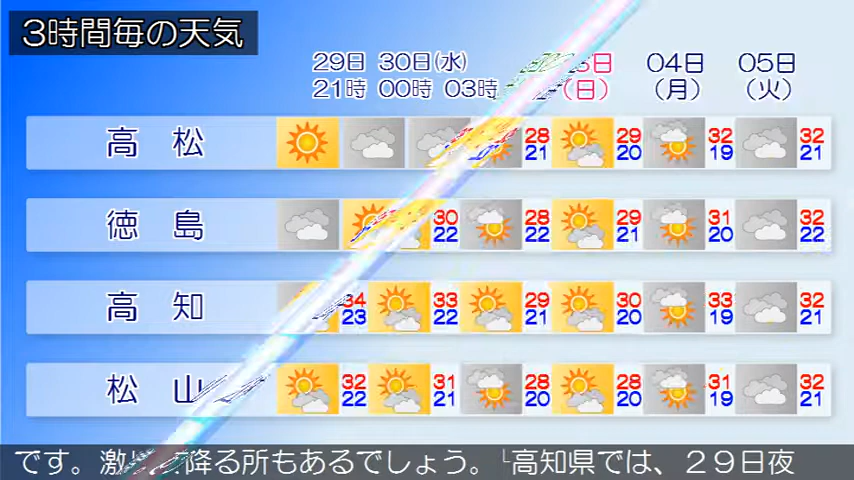 3時間毎の天気
29日 30日(水)
21時 00時 03時
日 04日 05日
(日) (月) (火)
高松 28 21 29 20 32 19 32 21
徳島 30 22 28 22 29 21 31 20 32 22
高知 34 23 33 22 29 21 30 20 33 19 32 21
松山 32 22 31 21 28 20 28 20 31 19 32 21
です。激 降る所もあるでしょう。└高知県では、29日夜